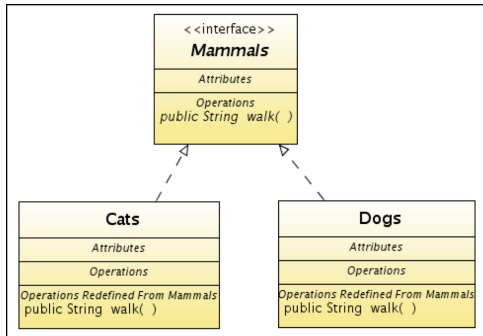 <<interface>>
Mammals
Attributes
Operations
public String walk( )
Cats
Attributes
Operations
Operations Redefined From Mammals
public String walk( )
Dogs
Attributes
Operations
Operations Redefined From Mammals
public String walk( )